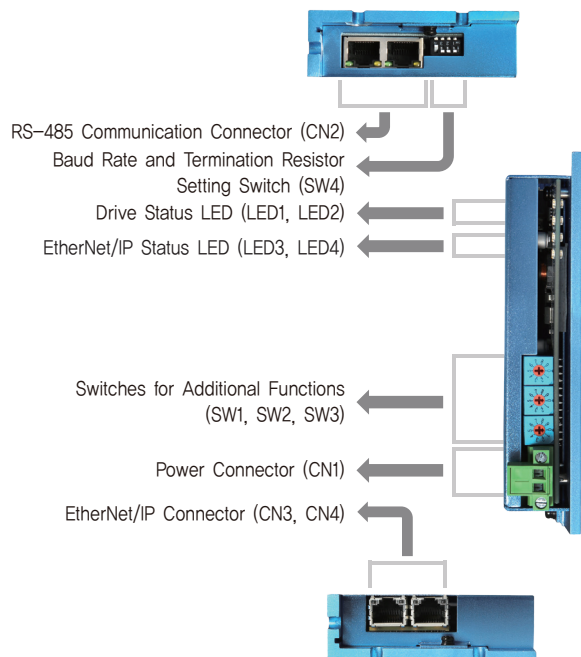 RS-485 Communication Connector (CN2)
Baud Rate and Termination Resistor
Setting Switch (SW4)
Drive Status LED (LED1, LED2)
EtherNet/IP Status LED (LED3, LED4)
Switches for Additional Functions
(SW1, SW2, SW3)
Power Connector (CN1)
EtherNet/IP Connector (CN3, CN4)